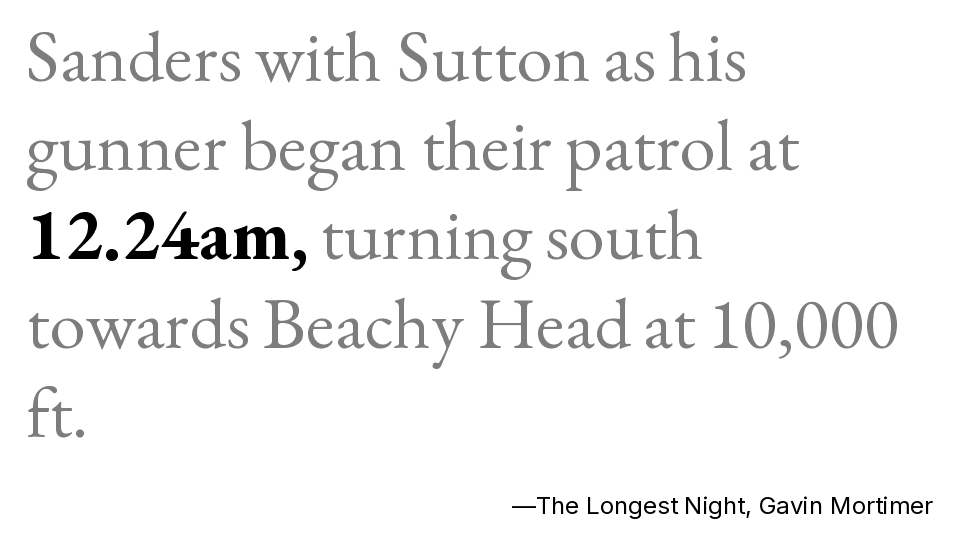 Sanders with Sutton as his
gunner began their patrol at
12.24am, turning south
towards Beachy Head at 10,000
ft.
—The Longest Night, Gavin Mortimer